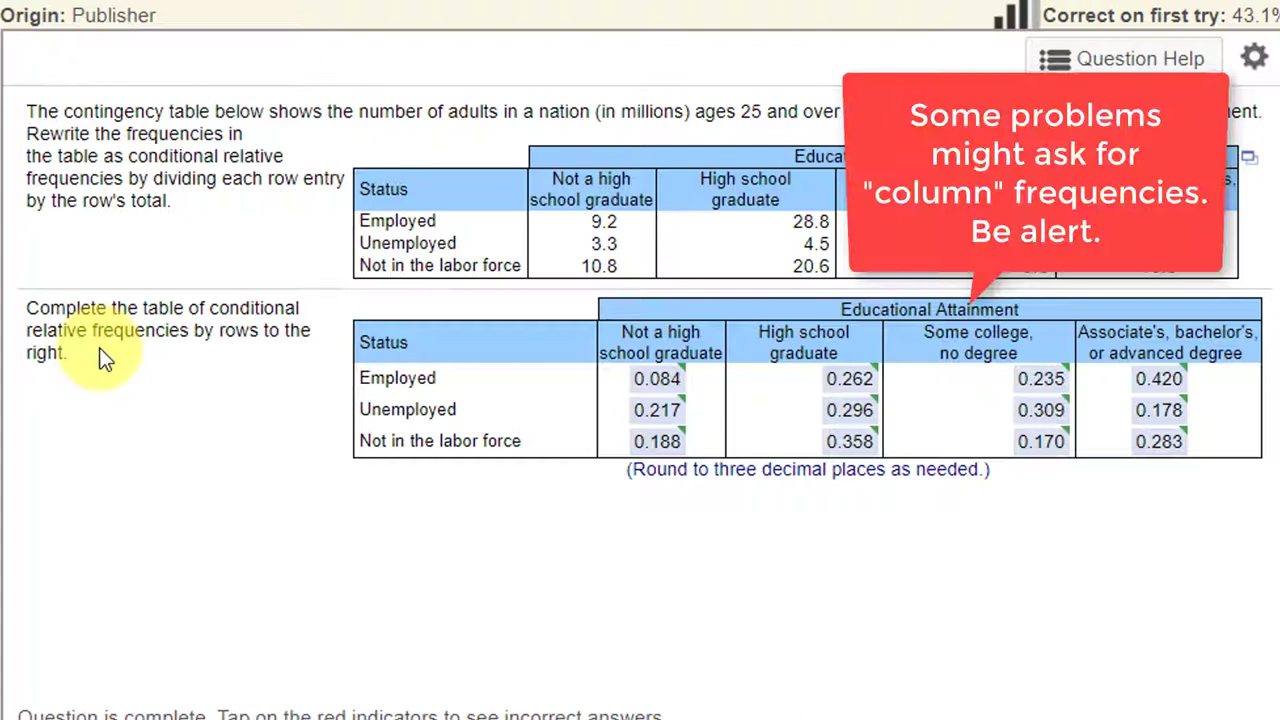 Origin: Publisher
Correct on first try: 43.1%
Question Help
The contingency table below shows the number of adults in a nation (in millions) ages 25 and over
Rewrite the frequencies in
the table as conditional relative
frequencies by dividing each row entry
by the row's total.
Some problems
might ask for
"column" frequencies.
Be alert.
Status
Not a high school graduate
High school graduate
Employed 9.2 28.8
Unemployed 3.3 4.5
Not in the labor force 10.8 20.6
Complete the table of conditional
relative frequencies by rows to the
right.
Educational Attainment
Status
Not a high school graduate
High school graduate
Some college, no degree
Associate's, bachelor's, or advanced degree
Employed 0.084 0.262 0.235 0.420
Unemployed 0.217 0.296 0.309 0.178
Not in the labor force 0.188 0.358 0.170 0.283
(Round to three decimal places as needed.)
Question is complete. Tap on the red indicators to see incorrect answers.